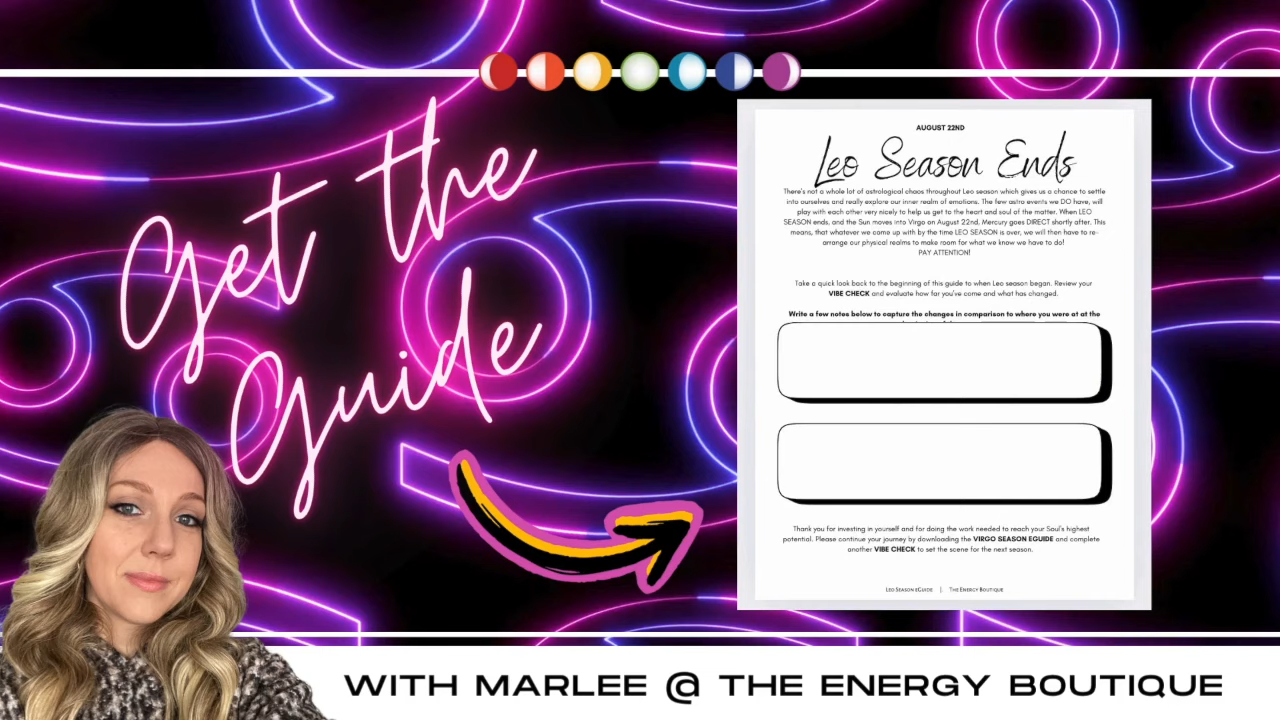 Get the
Guide
AUGUST 22ND
Leo Season Ends
There's not a whole lot of astrological chaos throughout Leo season which gives us a chance to settle
into ourselves and really explore our inner realm of emotions. The few astro events we DO have, will
play with each other very nicely to help us get to the heart and soul of the matter. When LEO
SEASON ends, and the Sun moves into Virgo on August 22nd, Mercury goes DIRECT shortly after. This
means, that whatever we came up with by the time LEO SEASON is over, we will then have to re-
arrange our physical realms to make room for what we know we have to do!
PAY ATTENTION!
Take a quick look back to the beginning of this guide to when Leo season began. Review your
VIBE CHECK and evaluate how far you've come and what has changed.
Write a few notes below to capture the changes in comparison to where you were at at the
Thank you for investing in yourself and for doing the work needed to reach your Soul's highest
potential. Please continue your journey by downloading the VIRGO SEASON EGUIDE and complete
another VIBE CHECK to set the scene for the next season.
Leo Season eGuide | The Energy Boutique
WITH MARLEE @ THE ENERGY BOUTIQUE